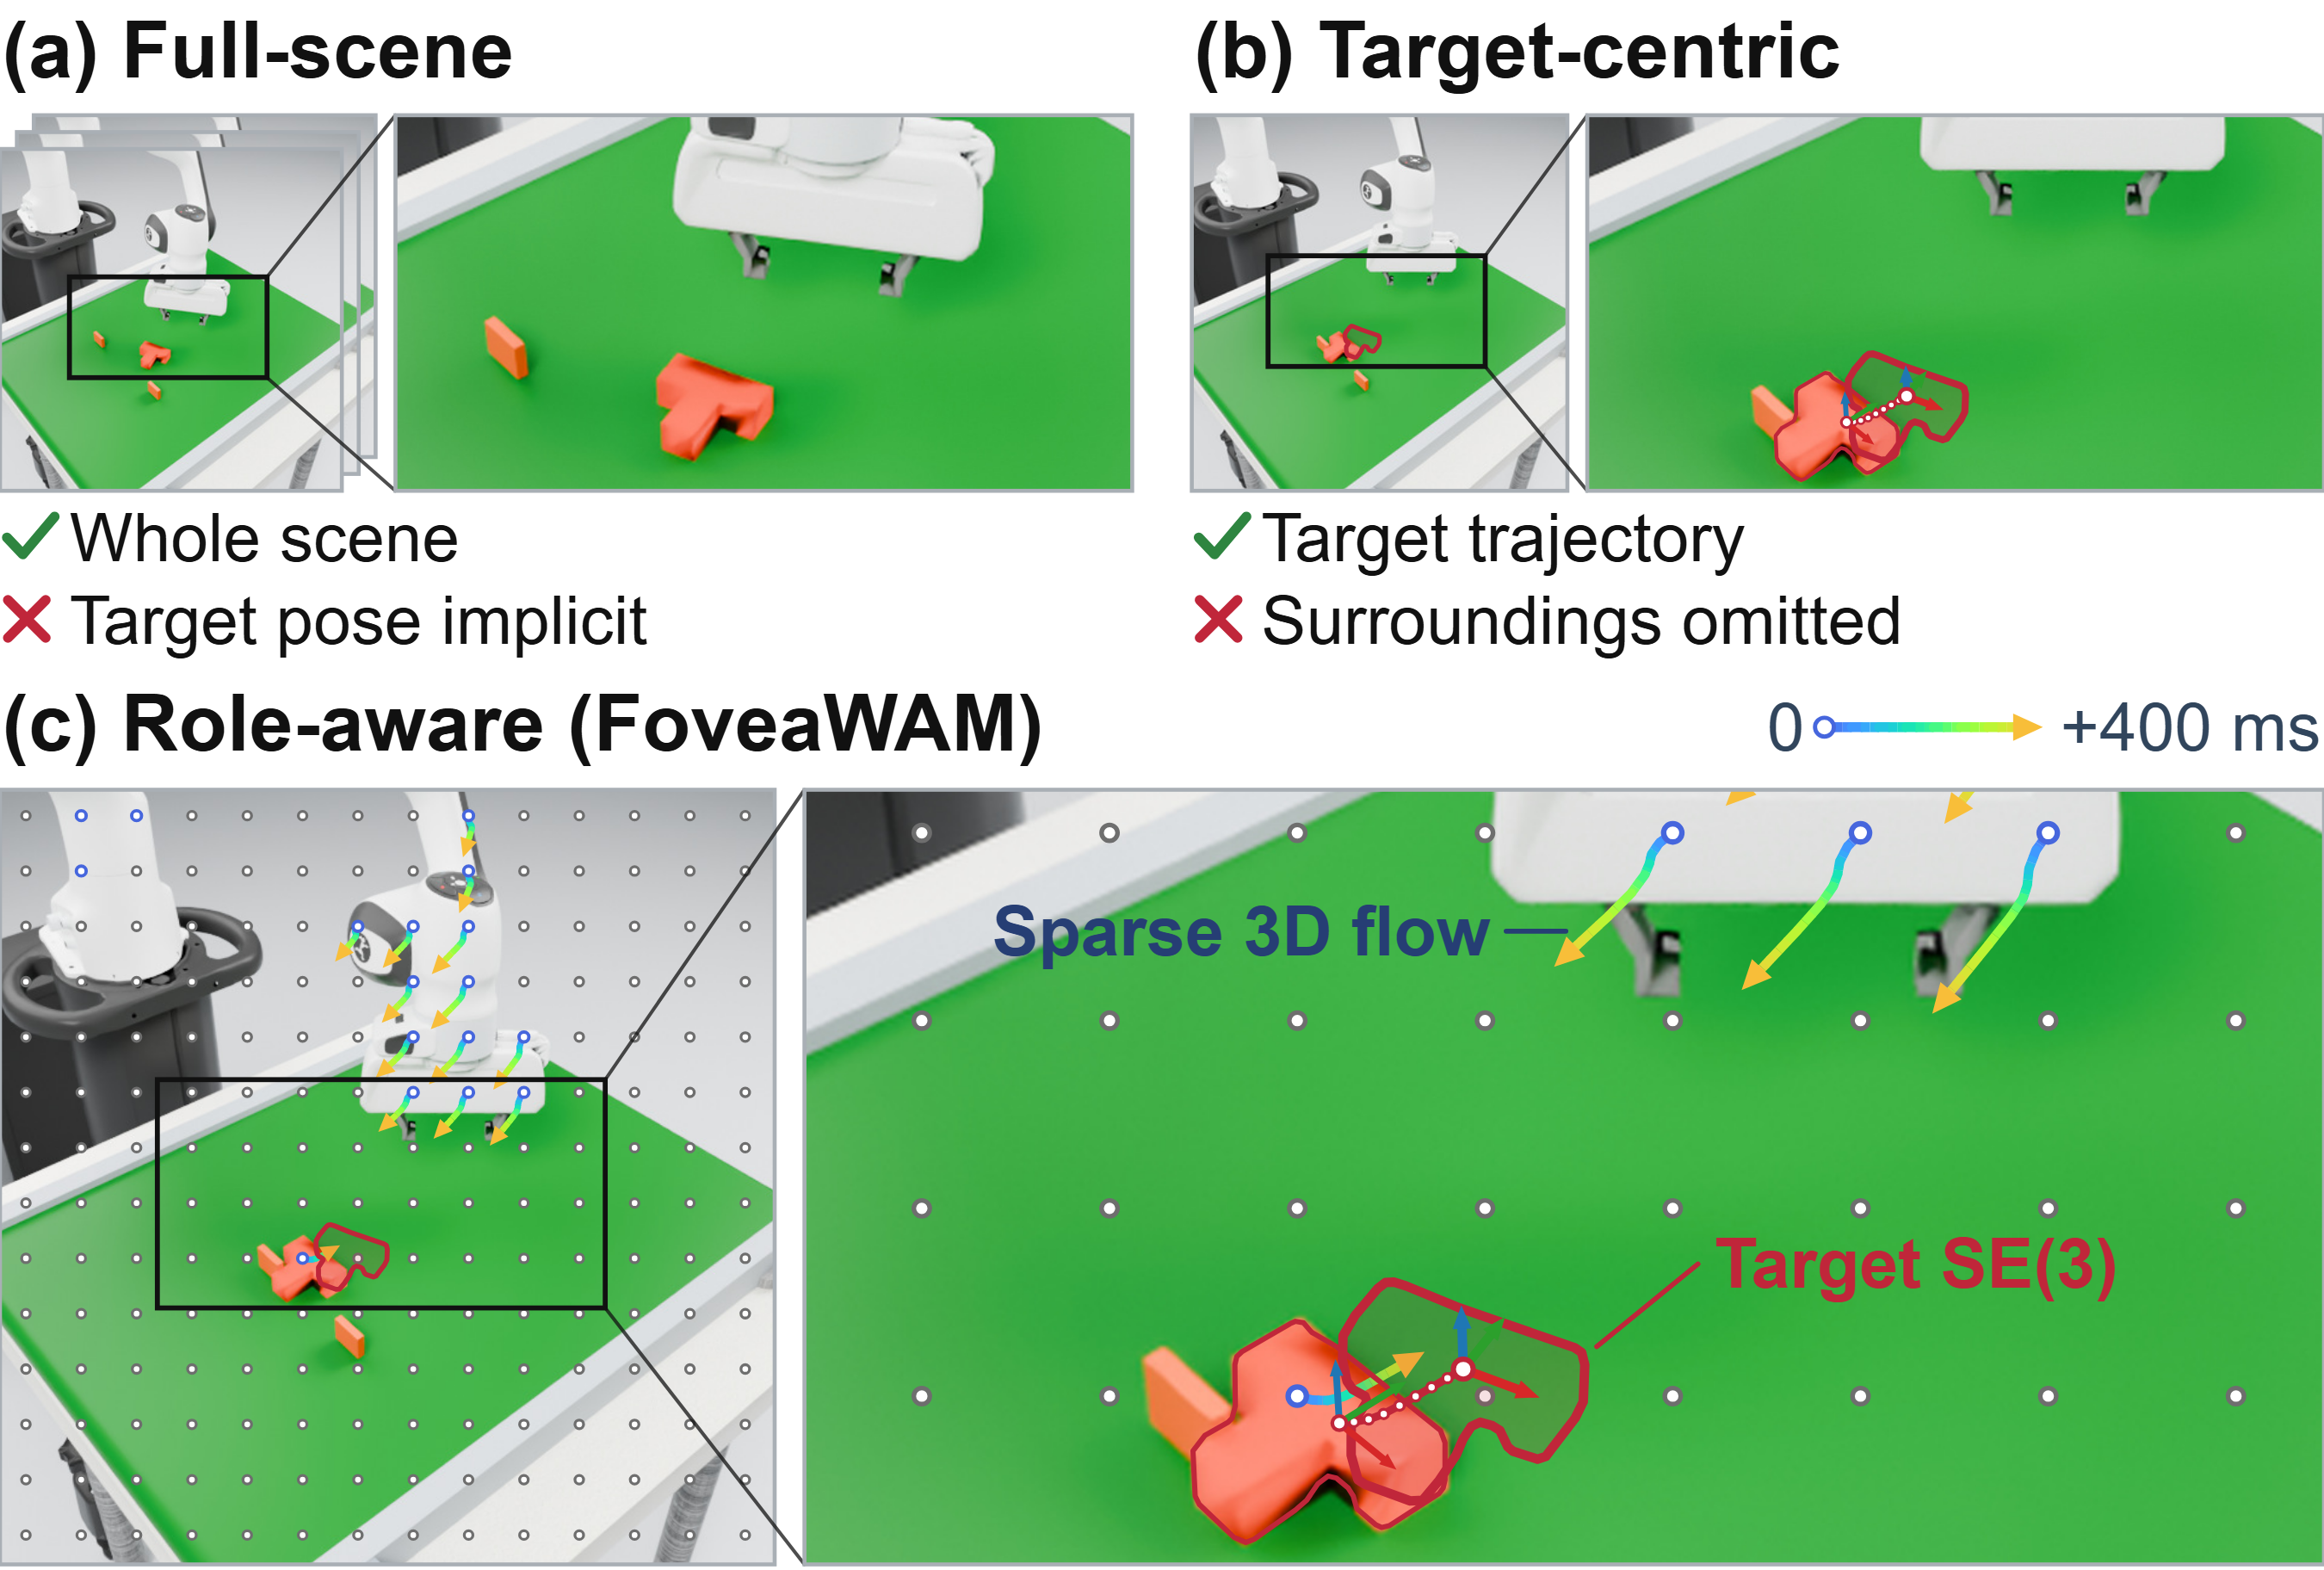 (a) Full-scene
(b) Target-centric
✓ Whole scene
✗ Target pose implicit
✓ Target trajectory
✗ Surroundings omitted
(c) Role-aware (FoveaWAM)
0 +400 ms
Sparse 3D flow
Target SE(3)